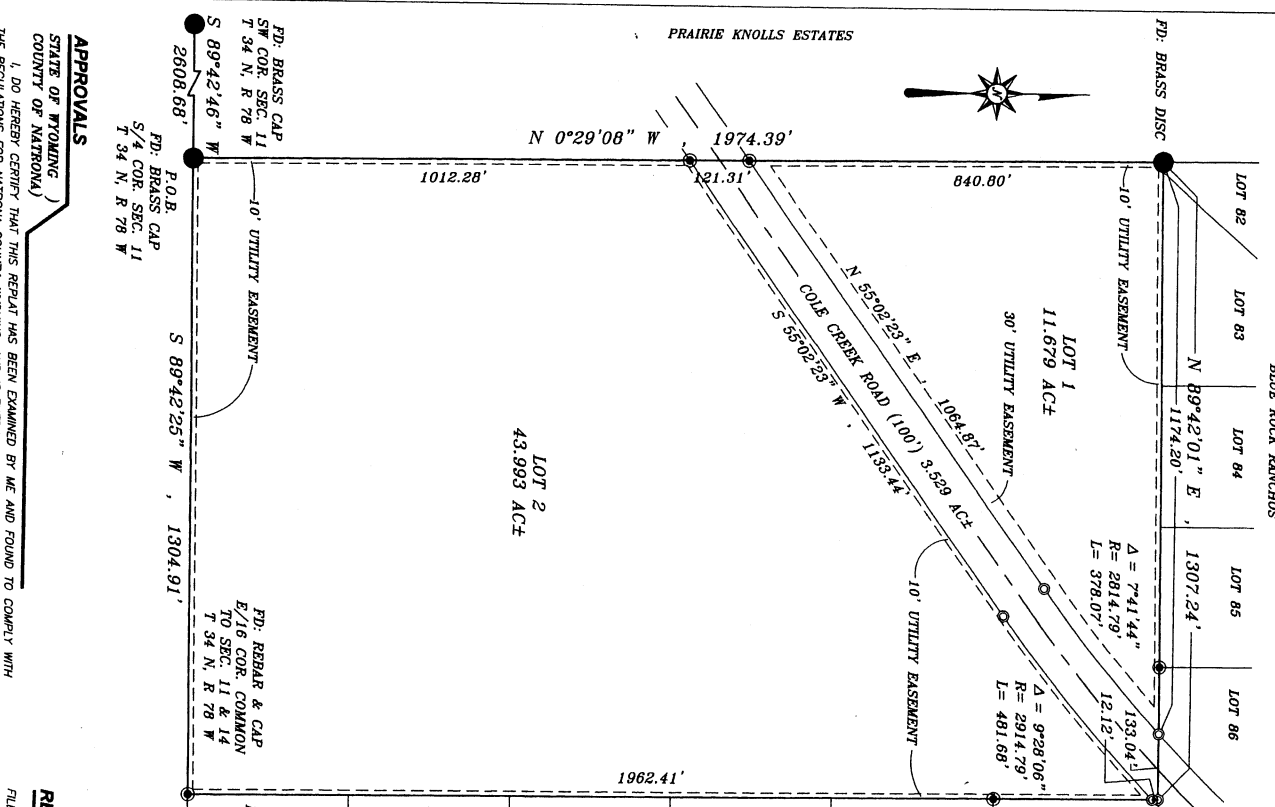 PRAIRIE KNOLLS ESTATES
FD: BRASS DISC
N
LOT 82
LOT 83
LOT 84
LOT 85
LOT 86
N 89°42'01" E , 1307.24'
1174.20'
10' UTILITY EASEMENT
N 0°29'08" W , 1974.39'
1012.28'
121.31'
840.80'
LOT 1
11.679 AC±
30' UTILITY EASEMENT
N 55°02'23" E , 1064.87'
COLE CREEK ROAD (100') 3.529 AC±
S 55°02'23" W , 1133.44'
Δ = 7°41'44"
R= 2814.79'
L= 378.07'
133.04'
12.12'
Δ = 9°28'06"
R= 2914.79'
L= 481.68'
10' UTILITY EASEMENT
LOT 2
43.993 AC±
10' UTILITY EASEMENT
1962.41'
FD: BRASS CAP
SW COR. SEC. 11
T 34 N, R 78 W
S 89°42'46" W
2608.68'
P.O.B.
FD: BRASS CAP
S/4 COR. SEC. 11
T 34 N, R 78 W
S 89°42'25" W , 1304.91'
FD: REBAR & CAP
E/16 COR. COMMON
TO SEC. 11 & 14
T 34 N, R 78 W
APPROVALS
STATE OF WYOMING )
COUNTY OF NATRONA)
I, DO HEREBY CERTIFY THAT THIS REPLAT HAS BEEN EXAMINED BY ME AND FOUND TO COMPLY WITH